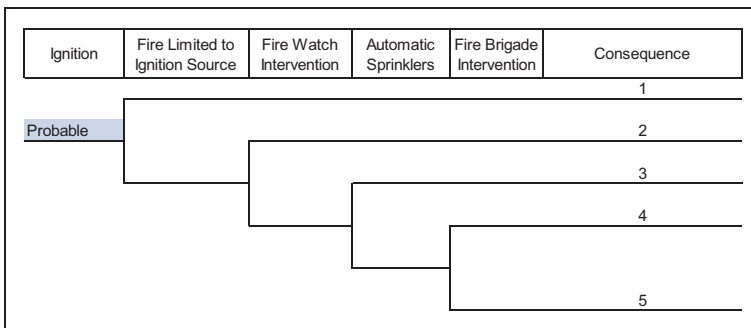 Ignition
Fire Limited to
Ignition Source
Fire Watch
Intervention
Automatic
Sprinklers
Fire Brigade
Intervention
Consequence
1
Probable
2
3
4
5